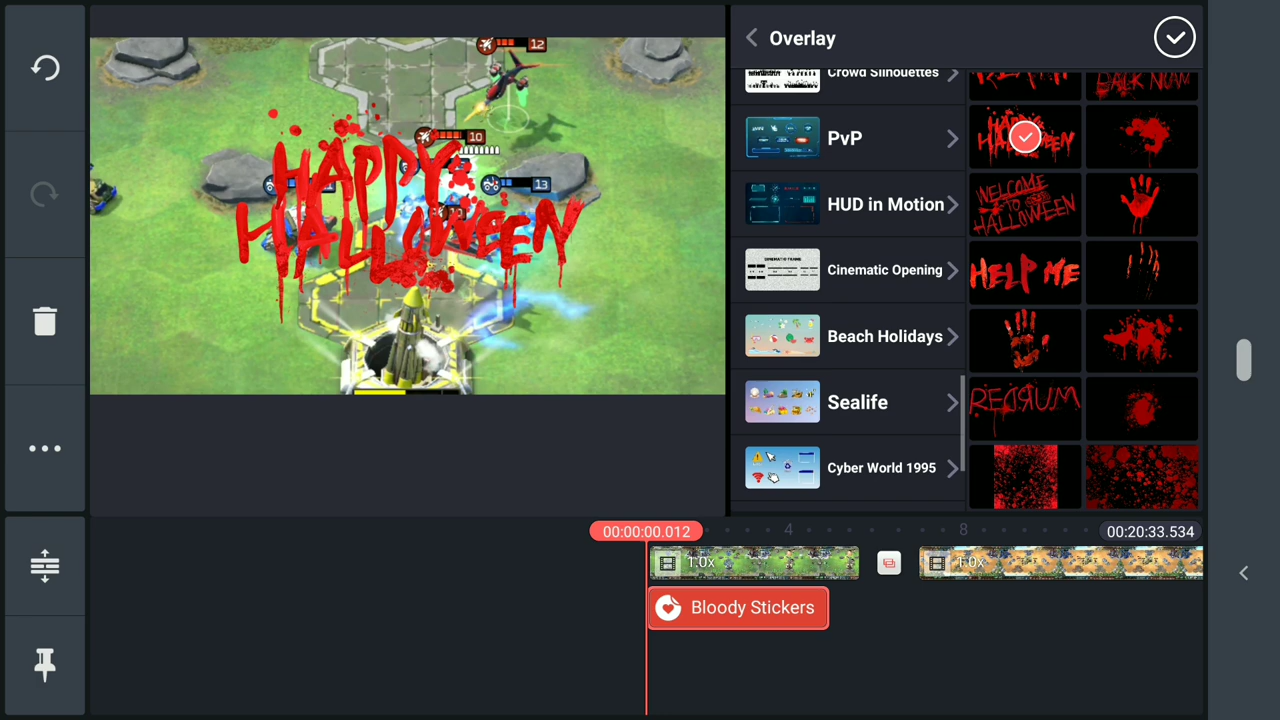 Overlay
12
10
13
HAPPY
HALLOWEEN
Crowd Silhouettes
PvP
HUD in Motion
Cinematic Opening
CINEMATIC FRAME
Beach Holidays
Sealife
Cyber World 1995
WELCOME
TO
HALLOWEEN
HELP ME
REDRUM
00:00:00.012
4
8
00:20:33.534
1.0x
1.0x
Bloody Stickers